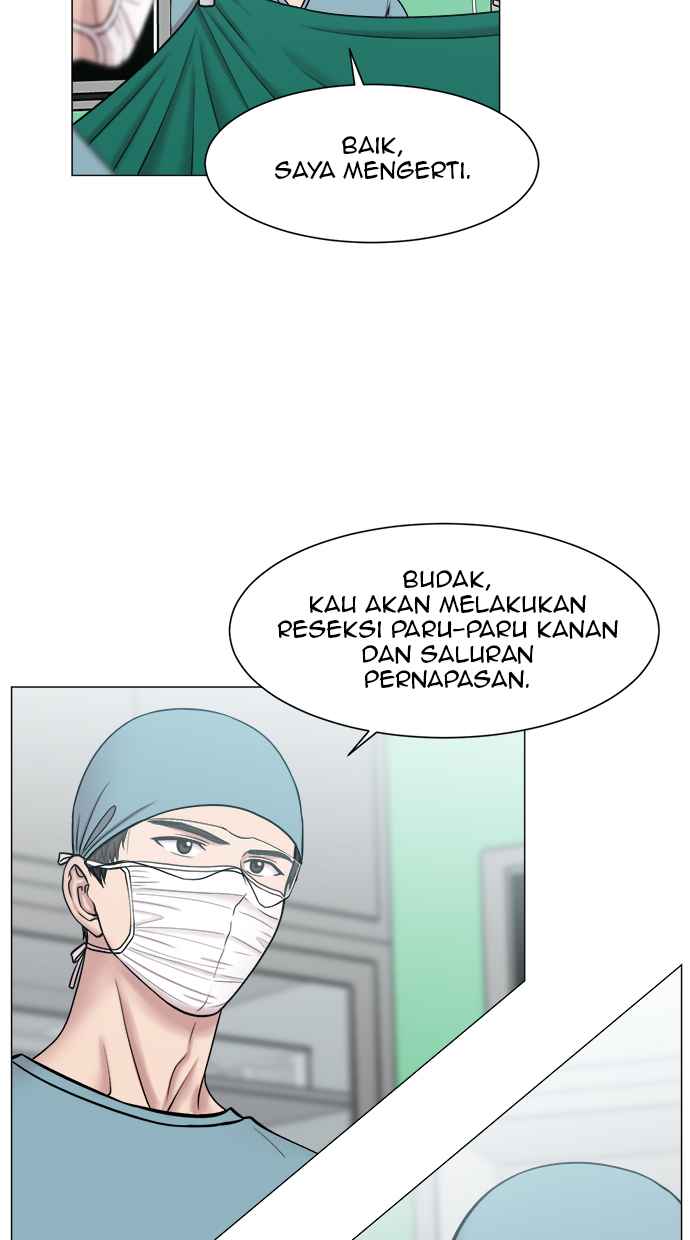 BAIK,
SAYA MENGERTI.
BUDAK,
KAU AKAN MELAKUKAN
RESEKSI PARU-PARU KANAN
DAN SALURAN
PERNAPASAN.